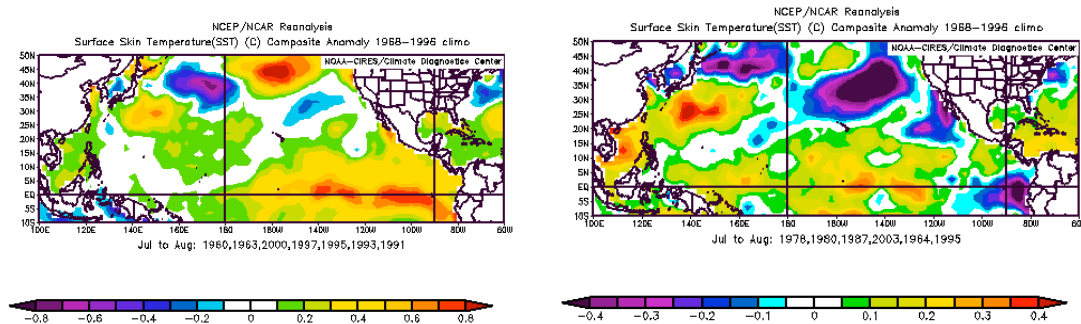 NCEP/NCAR Reanalysis
Surface Skin Temperature(SST) (C) Composite Anomaly 1968-1996 climo
NOAA-CIRES/Climate Diagnostics Center
50N
45N
40N
35N
30N
25N
20N
15N
10N
5N
EQ
5S
10S
100E 120E 140E 160E 180 160W 140W 120W 100W 80W 60W
Jul to Aug: 1960,1963,2000,1997,1995,1993,1991
-0.8 -0.6 -0.4 -0.2 0 0.2 0.4 0.6 0.8
NCEP/NCAR Reanalysis
Surface Skin Temperature(SST) (C) Composite Anomaly 1968-1996 climo
NOAA-CIRES/Climate Diagnostics Center
50N
45N
40N
35N
30N
25N
20N
15N
10N
5N
EQ
5S
10S
100E 120E 140E 160E 180 160W 140W 120W 100W 80W 60W
Jul to Aug: 1978,1980,1987,2003,1964,1995
-0.4 -0.3 -0.2 -0.1 0 0.1 0.2 0.3 0.4